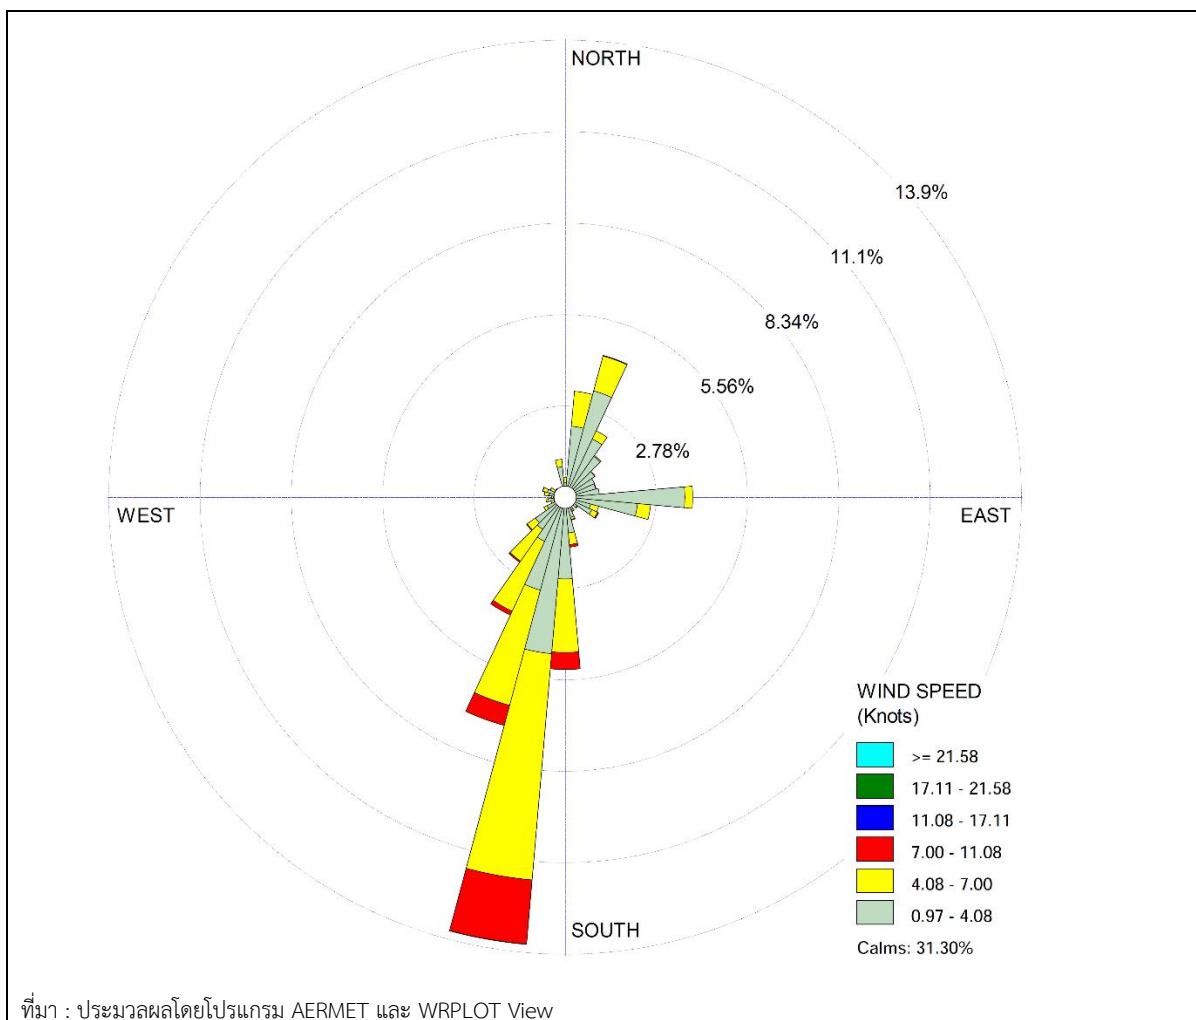 NORTH
13.9%
11.1%
8.34%
5.56%
2.78%
WEST
EAST
WIND SPEED
(Knots)
>= 21.58
17.11 - 21.58
11.08 - 17.11
7.00 - 11.08
4.08 - 7.00
0.97 - 4.08
SOUTH
Calms: 31.30%
ที่มา : ประมวลผลโดยโปรแกรม AERMET และ WRPLOT View